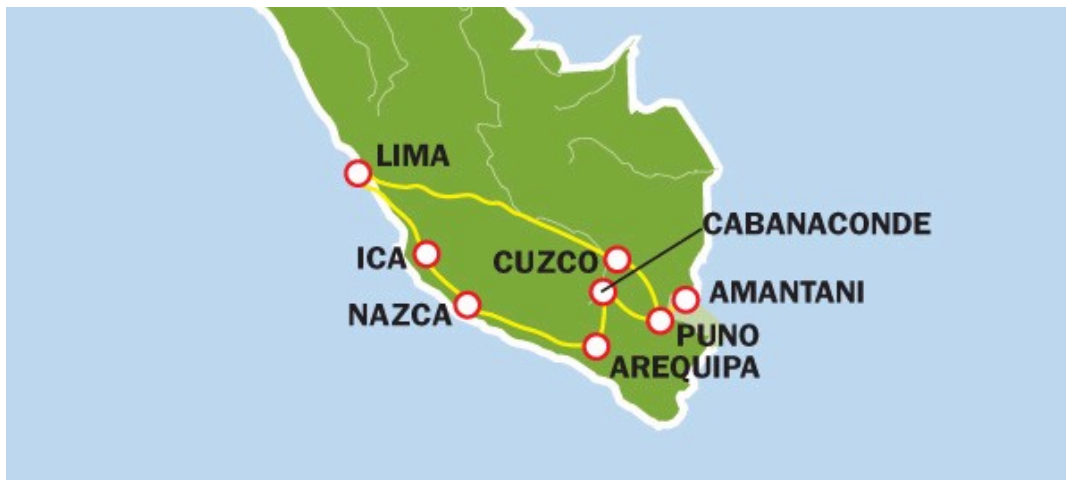 LIMA
CABANACONDE
ICA
CUZCO
AMANTANI
NAZCA
PUNO
AREQUIPA